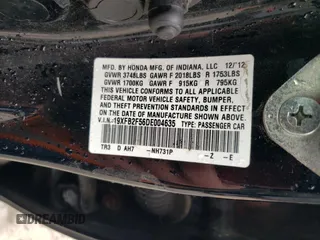 MFD. BY HONDA MFG. OF INDIANA, LLC 12/12
GVWR 3748LBS GAWR F 2018LBS R 1753LBS
GVWR 1700KG GAWR F 915KG R 795KG
THIS VEHICLE CONFORMS TO ALL APPLICABLE
FEDERAL MOTOR VEHICLE SAFETY, BUMPER, AND
THEFT PREVENTION STANDARDS IN EFFECT ON
THE DATE OF MANUFACTURE SHOWN ABOVE.
V.I.N.: 19XFB2F56DE004635 TYPE: PASSENGER CAR
TR3 D AH7 -NH731P -Z -E